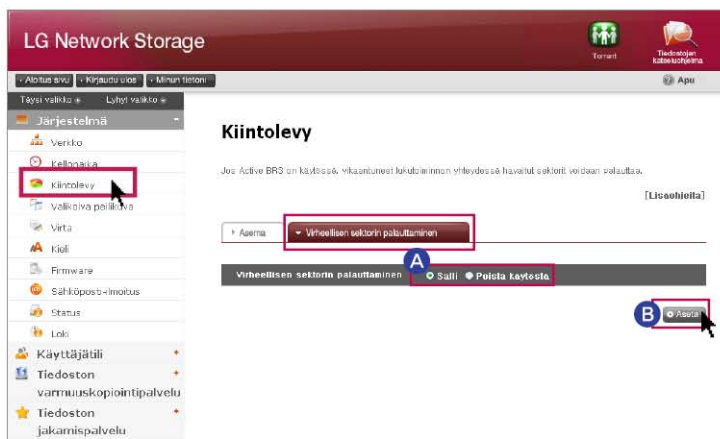 LG Network Storage
Torrent
Tiedostojen
katseluohjelma
Aloitus sivu
Kirjaudu ulos
Minun tietoni
Apu
Täysi valikko
Lyhyt valikko
Järjestelmä
Verkko
Kellonaika
Kiintolevy
Valikoiva peilikuva
Virta
Kieli
Firmware
Sähköposti-ilmoitus
Status
Loki
Käyttäjätili
Tiedoston
varmuuskopiointipalvelu
Tiedoston
jakamispalvelu
Kiintolevy
Jos Active BRS on käytössä, vikaantuneet lukutoiminnon yhteydessä havaitut sektorit voidaan palauttaa.
[Lisäohjeita]
Asema
Virheellisen sektorin palauttaminen
A
Virheellisen sektorin palauttaminen
Salli
Poista käytöstä
B
Aseta